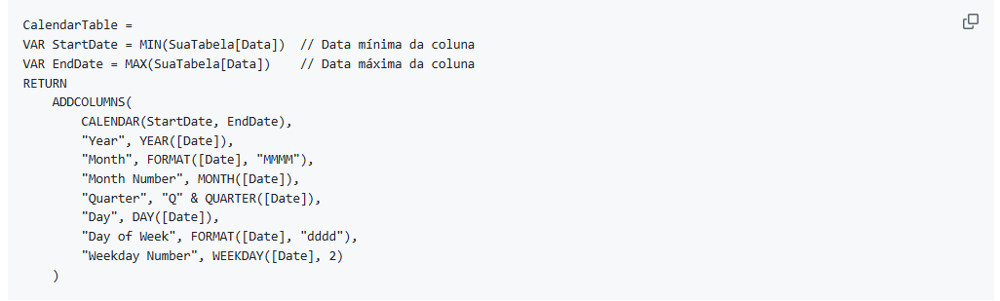 CalendarTable =
VAR StartDate = MIN(SuaTabela[Data])  // Data mínima da coluna
VAR EndDate = MAX(SuaTabela[Data])    // Data máxima da coluna
RETURN
    ADDCOLUMNS(
        CALENDAR(StartDate, EndDate),
        "Year", YEAR([Date]),
        "Month", FORMAT([Date], "MMMM"),
        "Month Number", MONTH([Date]),
        "Quarter", "Q" & QUARTER([Date]),
        "Day", DAY([Date]),
        "Day of Week", FORMAT([Date], "dddd"),
        "Weekday Number", WEEKDAY([Date], 2)
    )